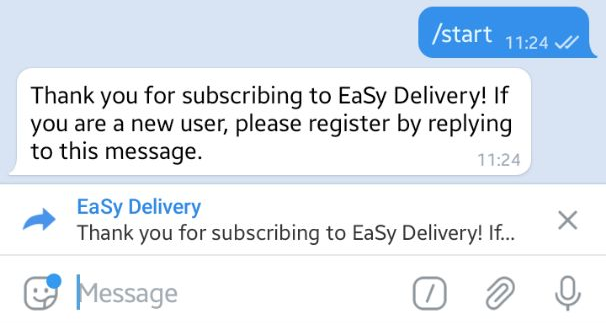 /start 11:24
Thank you for subscribing to EaSy Delivery! If
you are a new user, please register by replying
to this message.
11:24
EaSy Delivery
Thank you for subscribing to EaSy Delivery! If...
Message